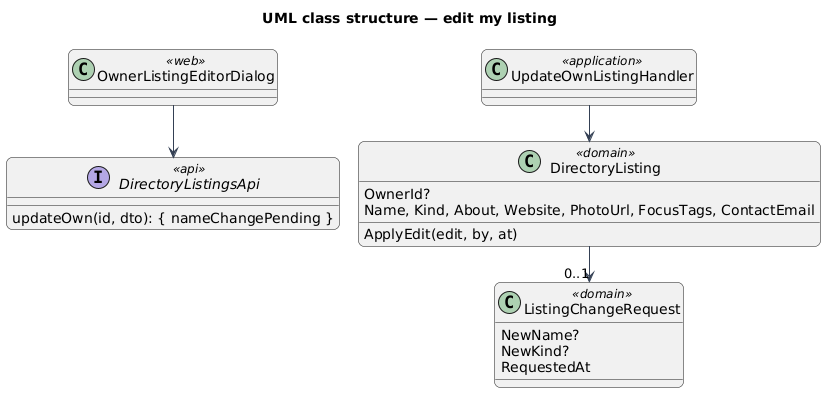 UML class structure — edit my listing
C
«web»
OwnerListingEditorDialog
C
«application»
UpdateOwnListingHandler
I
«api»
DirectoryListingsApi
updateOwn(id, dto): { nameChangePending }
C
«domain»
DirectoryListing
OwnerId?
Name, Kind, About, Website, PhotoUrl, FocusTags, ContactEmail
ApplyEdit(edit, by, at)
0..1
C
«domain»
ListingChangeRequest
NewName?
NewKind?
RequestedAt